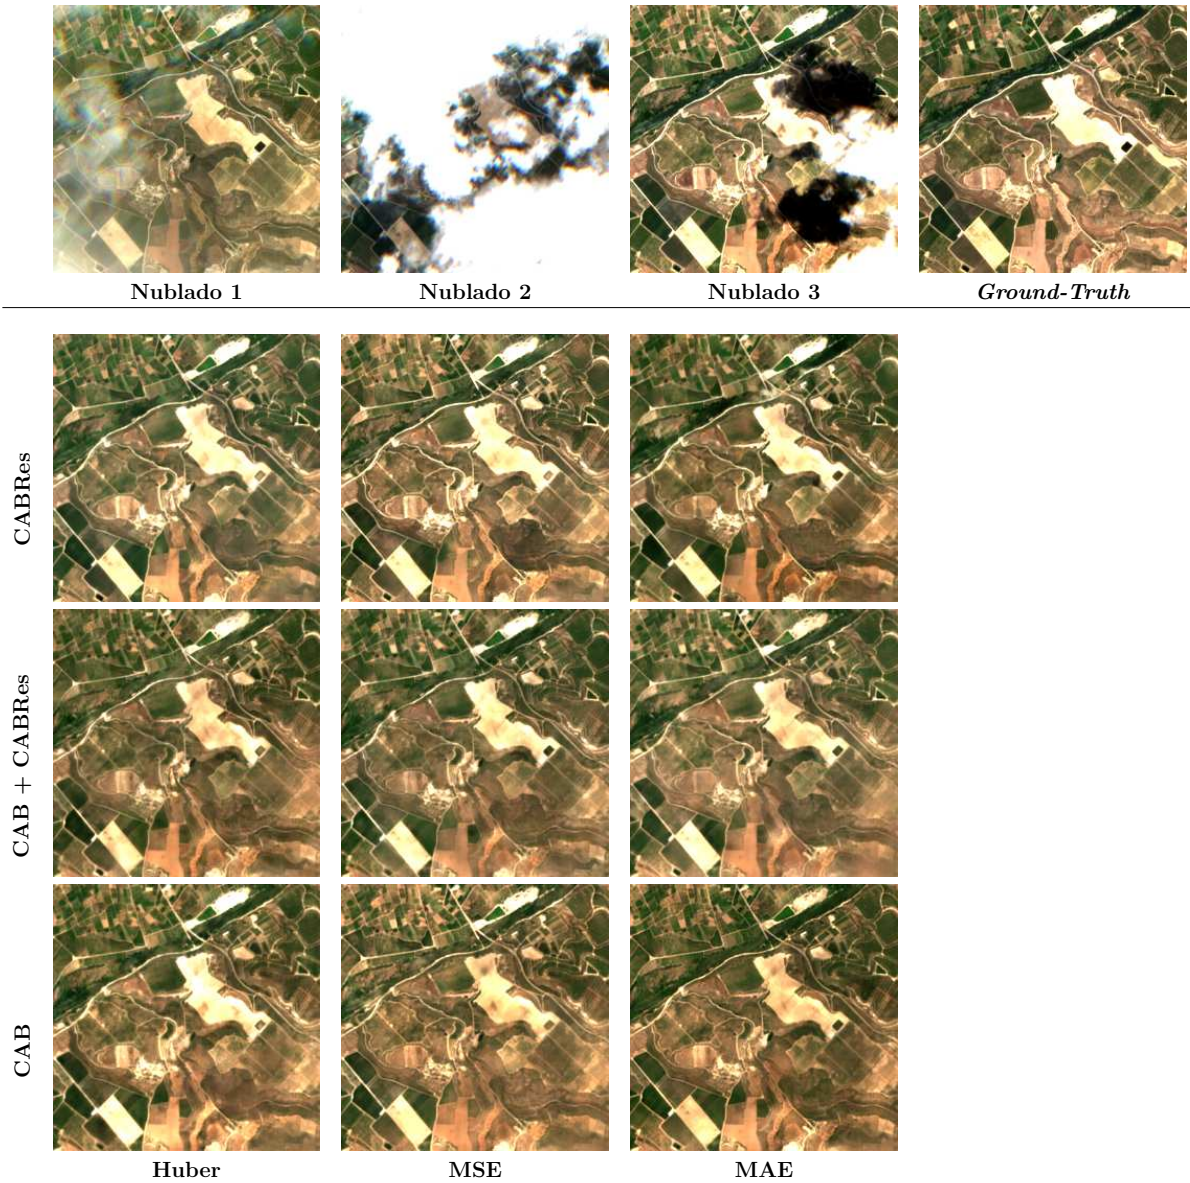 Nublado 1
Nublado 2
Nublado 3
Ground-Truth
CABRes
CAB + CABRes
CAB
Huber
MSE
MAE